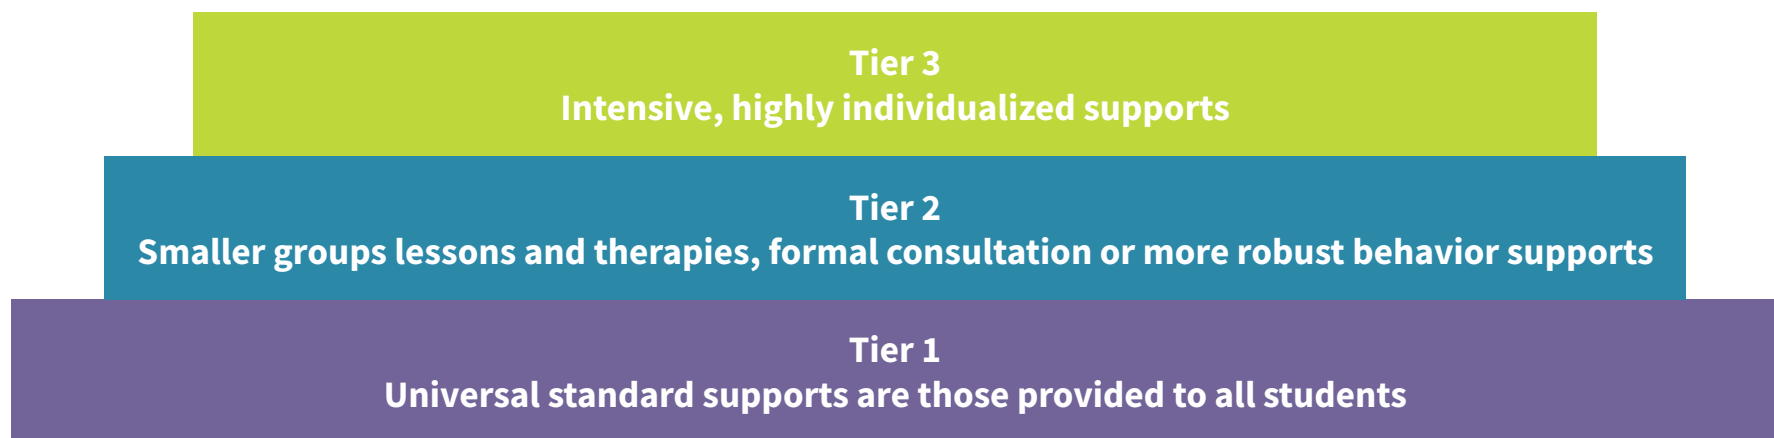 Tier 3
Intensive, highly individualized supports
Tier 2
Smaller groups lessons and therapies, formal consultation or more robust behavior supports
Tier 1
Universal standard supports are those provided to all students